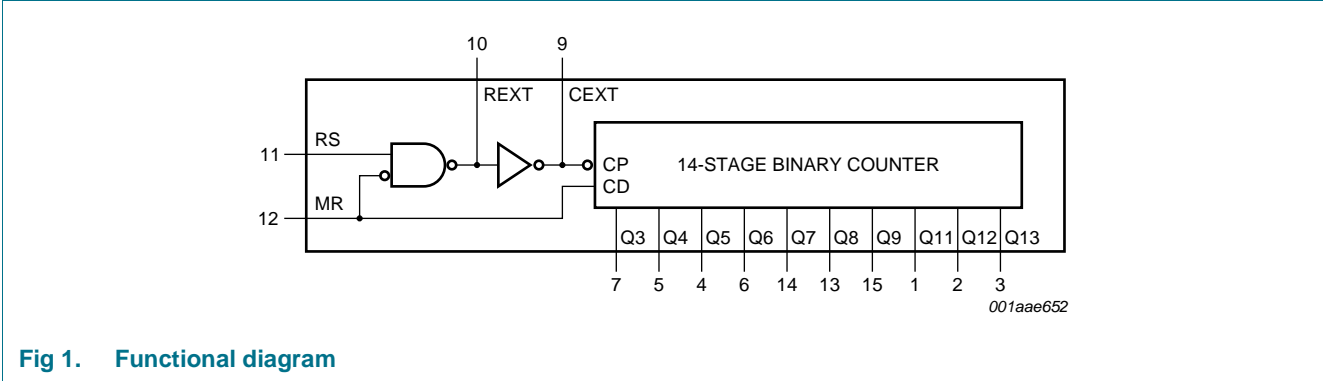 10 9
REXT CEXT
RS
11
CP 14-STAGE BINARY COUNTER
CD
MR
12
Q3 Q4 Q5 Q6 Q7 Q8 Q9 Q11 Q12 Q13
7 5 4 6 14 13 15 1 2 3
001aae652
Fig 1. Functional diagram